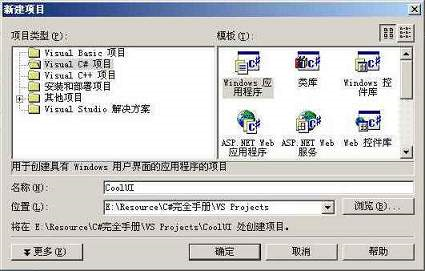 新建项目
项目类型(P):
模板(T):
Visual Basic 项目
Visual C# 项目
Visual C++ 项目
安装和部署项目
其他项目
Visual Studio 解决方案
Windows 应用程序
类库
Windows 控件库
ASP.NET Web 应用程序
ASP.NET Web 服务
Web 控件库
用于创建具有 Windows 用户界面的应用程序的项目
名称(N):
CoolUI
位置(L):
E:\Resource\C#完全手册\VS Projects
浏览(B)...
将在 E:\Resource\C#完全手册\VS Projects\CoolUI 处创建项目。
更多(E)
确定
取消
帮助